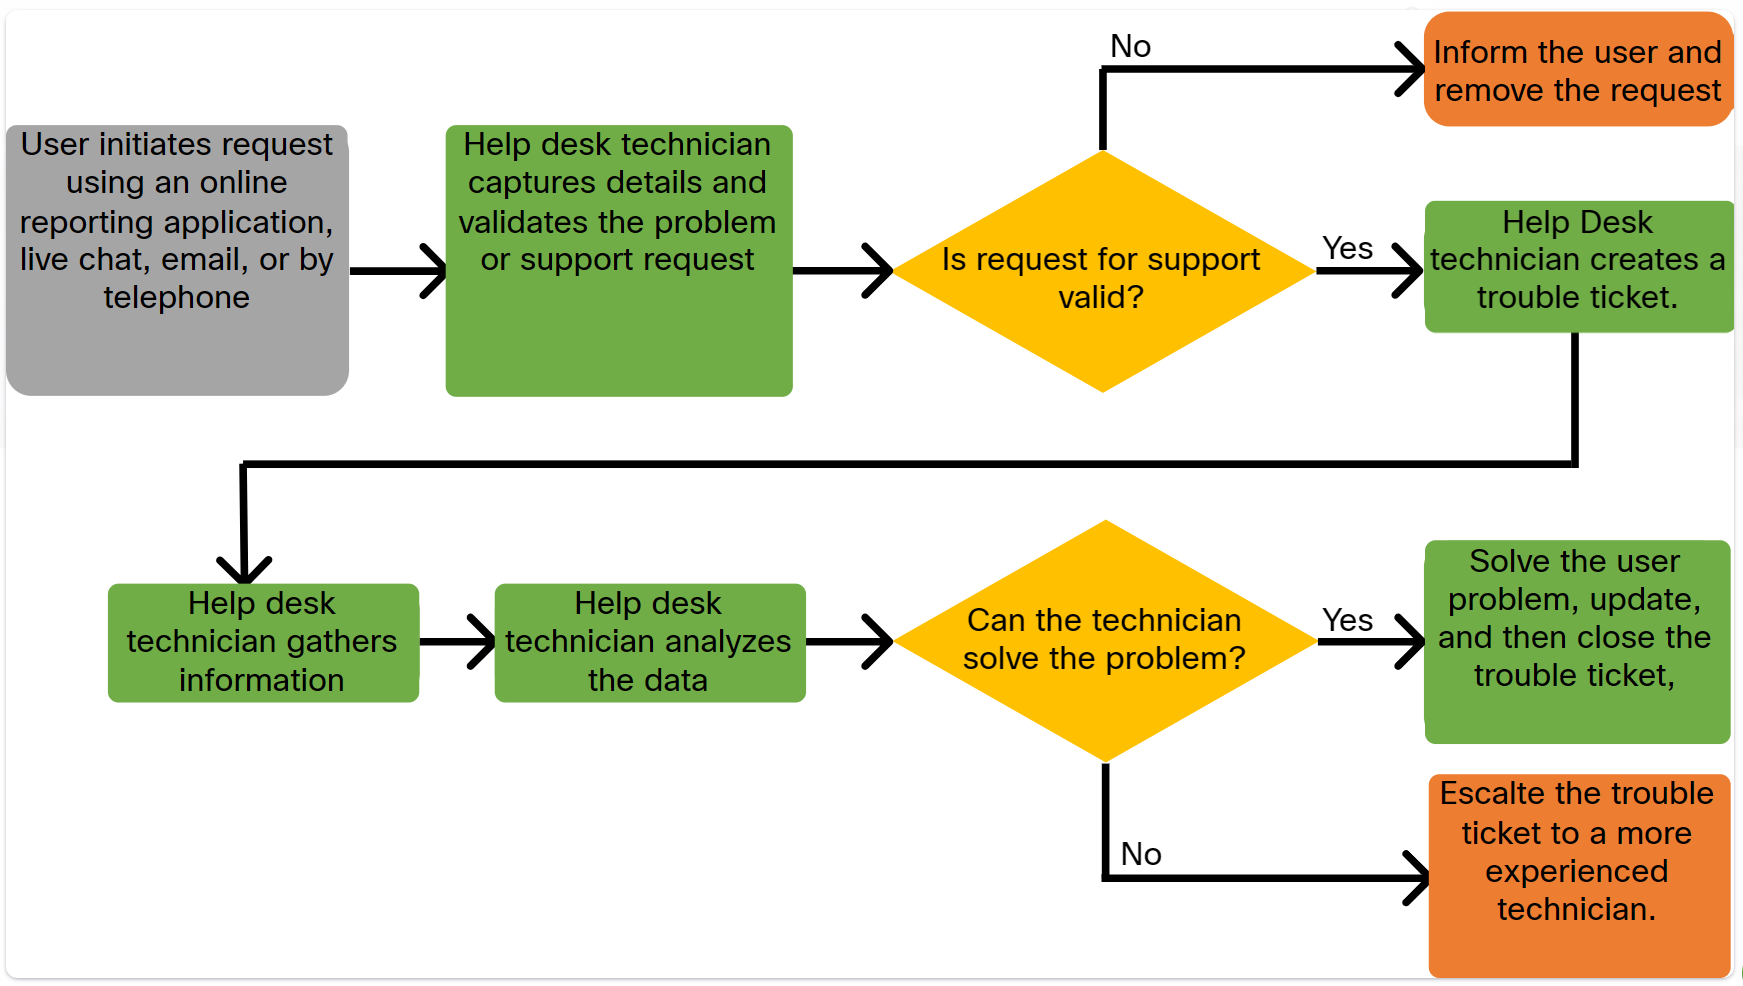 User initiates request
using an online
reporting application,
live chat, email, or by
telephone
Help desk technician
captures details and
validates the problem
or support request
Is request for support
valid?
No
Inform the user and
remove the request
Yes
Help Desk
technician creates a
trouble ticket.
Help desk
technician gathers
information
Help desk
technician analyzes
the data
Can the technician
solve the problem?
Yes
Solve the user
problem, update,
and then close the
trouble ticket,
No
Escalte the trouble
ticket to a more
experienced
technician.